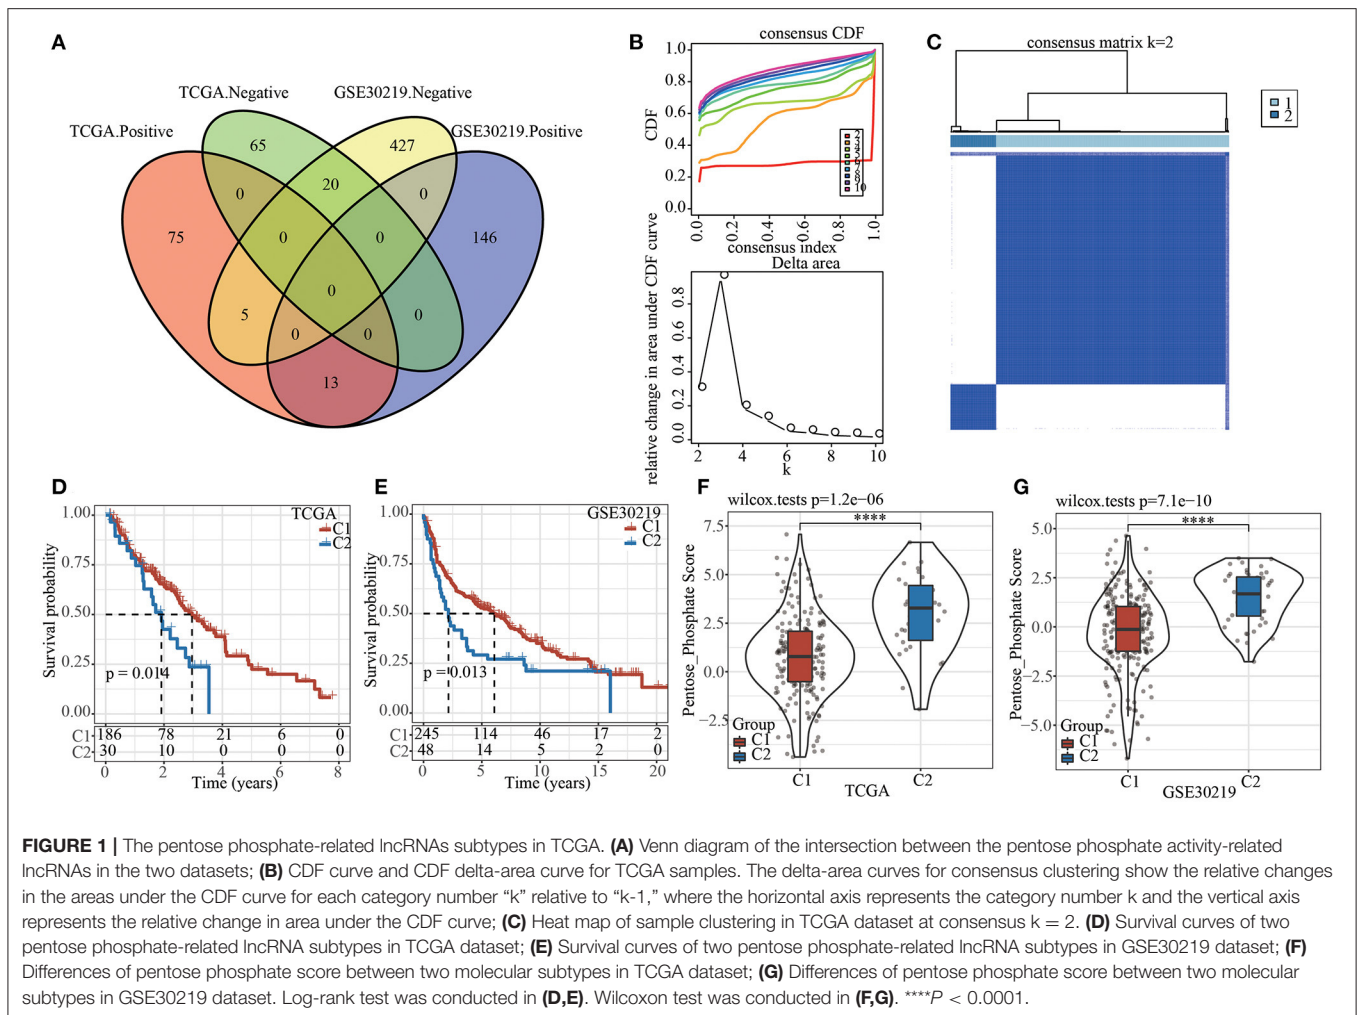 A
TCGA.Negative
GSE30219.Negative
TCGA.Positive
GSE30219.Positive
65
427
20
0
0
75
0
0
146
0
5
0
0
0
13
B
consensus CDF
CDF
1.0
0.8
0.6
0.4
0.2
0.0
2
3
4
5
6
7
8
9
10
0.0
0.2
0.4
0.6
0.8
1.0
consensus index
Delta area
relative change in area under CDF curve
0.8
0.6
0.4
0.2
0.0
2
4
6
8
10
k
C
consensus matrix k=2
1
2
D
TCGA
C1
C2
Survival probability
1.00
0.75
0.50
0.25
0.00
p = 0.014
C1 186 78 21 6 0
C2 30 10 0 0 0
0 2 4 6 8
Time (years)
E
GSE30219
C1
C2
Survival probability
1.00
0.75
0.50
0.25
0.00
p = 0.013
C1 245 114 46 17 2
C2 48 14 5 2 0
0 5 10 15 20
Time (years)
F
wilcox.tests p=1.2e−06
****
Pentose_Phosphate Score
7.5
5.0
2.5
0.0
−2.5
Group
C1
C2
C1
C2
TCGA
G
wilcox.tests p=7.1e−10
****
Pentose_Phosphate Score
5.0
2.5
0.0
−2.5
−5.0
Group
C1
C2
C1
C2
GSE30219
FIGURE 1 | The pentose phosphate-related lncRNAs subtypes in TCGA. (A) Venn diagram of the intersection between the pentose phosphate activity-related
lncRNAs in the two datasets; (B) CDF curve and CDF delta-area curve for TCGA samples. The delta-area curves for consensus clustering show the relative changes
in the areas under the CDF curve for each category number “k” relative to “k-1,” where the horizontal axis represents the category number k and the vertical axis
represents the relative change in area under the CDF curve; (C) Heat map of sample clustering in TCGA dataset at consensus k = 2. (D) Survival curves of two
pentose phosphate-related lncRNA subtypes in TCGA dataset; (E) Survival curves of two pentose phosphate-related lncRNA subtypes in GSE30219 dataset; (F)
Differences of pentose phosphate score between two molecular subtypes in TCGA dataset; (G) Differences of pentose phosphate score between two molecular
subtypes in GSE30219 dataset. Log-rank test was conducted in (D,E). Wilcoxon test was conducted in (F,G). ****P < 0.0001.